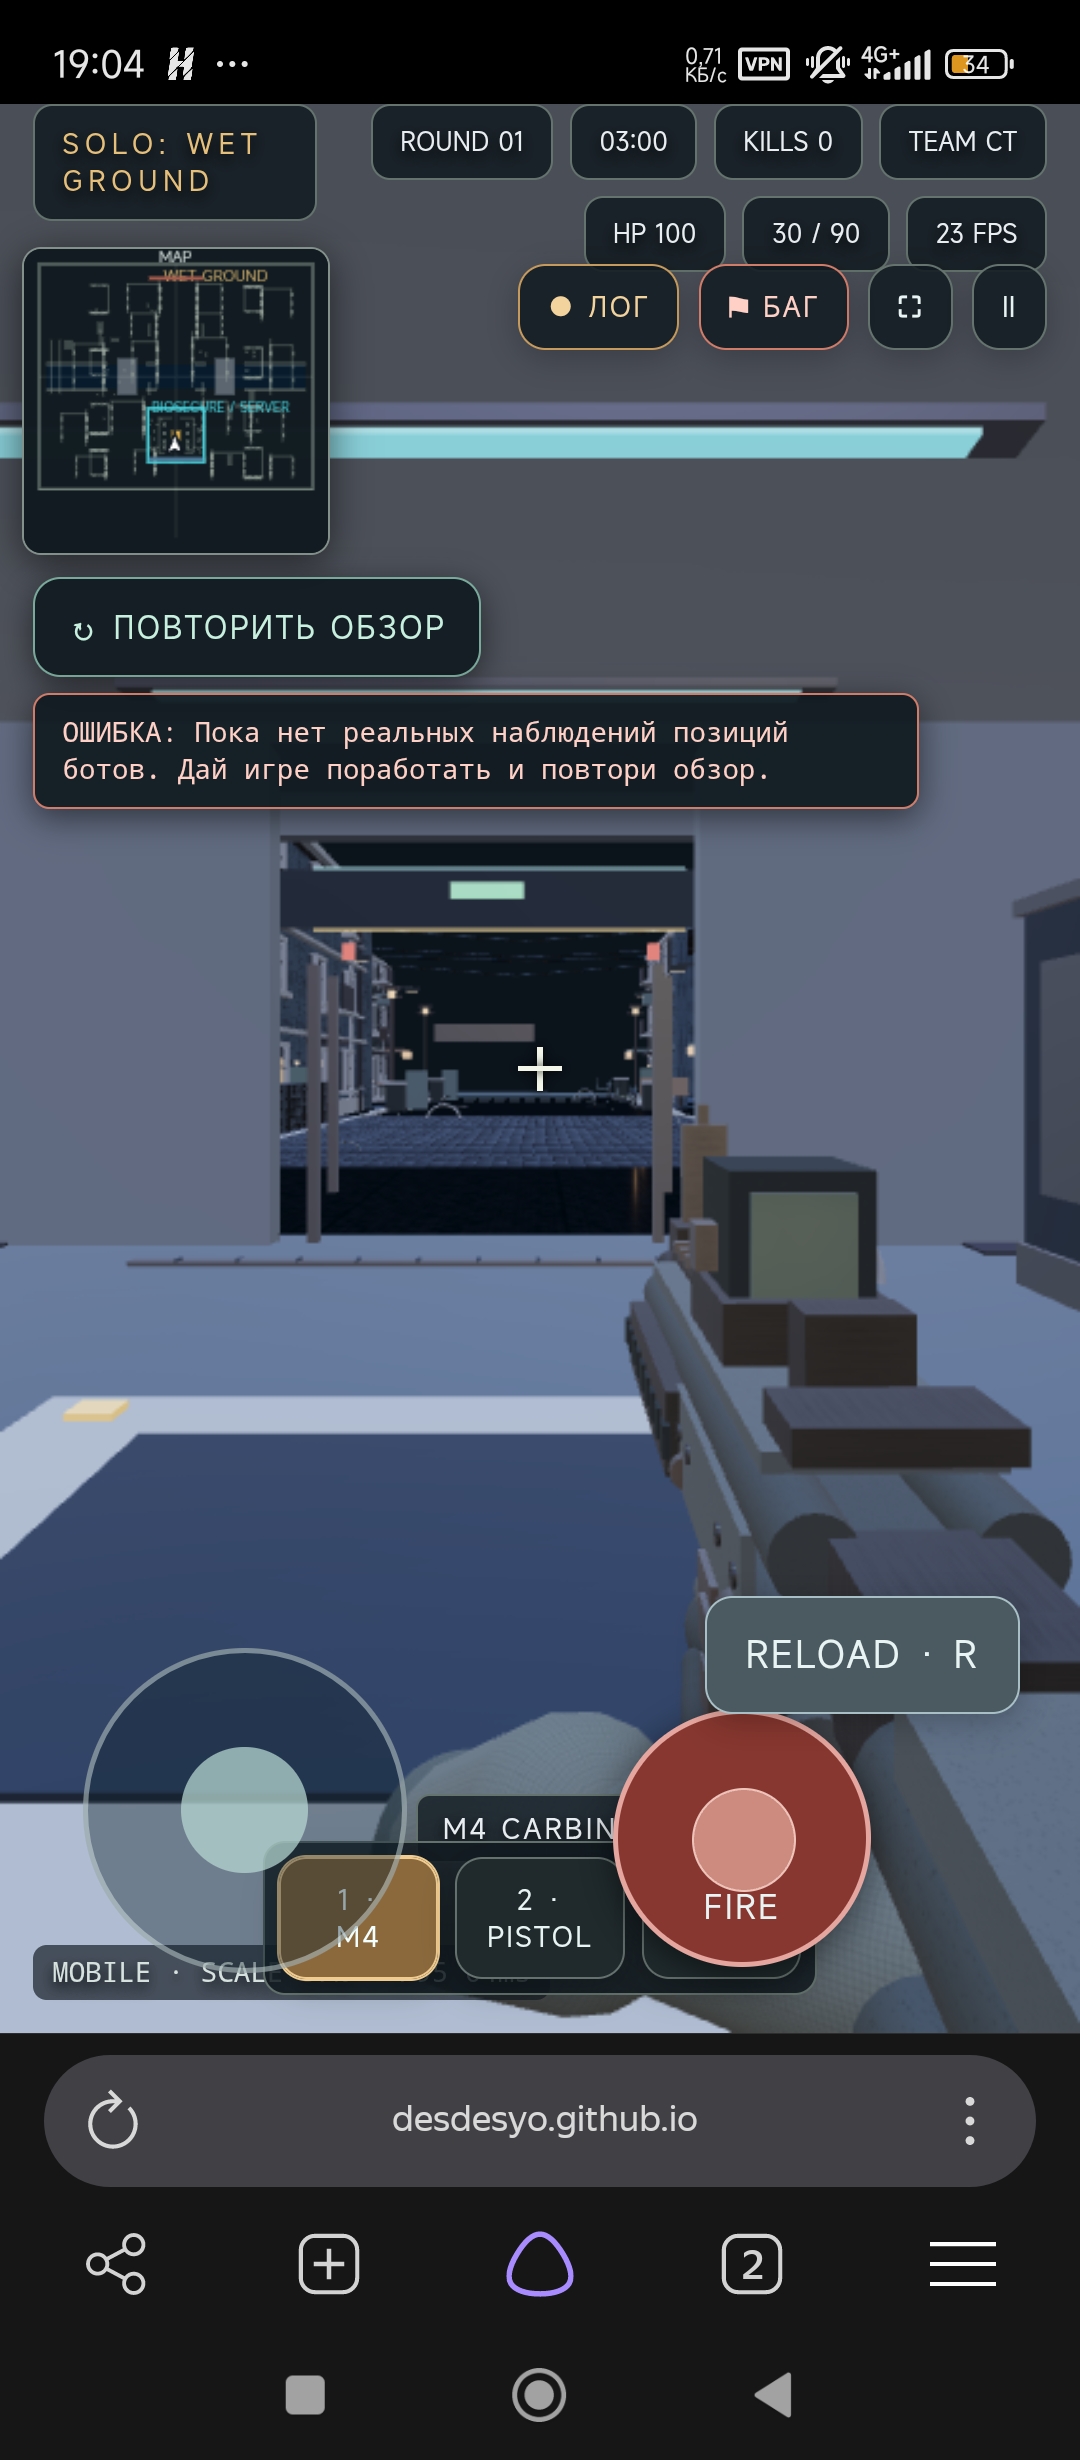 19:04
0,71
КБ/с
VPN
4G+
34
SOLO: WET
GROUND
ROUND 01
03:00
KILLS 0
TEAM CT
HP 100
30 / 90
23 FPS
MAP
WET GROUND
BIOSECURE / SERVER
ЛОГ
БАГ
ПОВТОРИТЬ ОБЗОР
ОШИБКА: Пока нет реальных наблюдений позиций
ботов. Дай игре поработать и повтори обзор.
RELOAD · R
M4 CARBIN
FIRE
1 ·
M4
2 ·
PISTOL
MOBILE · SCAL
desdesyo.github.io
2